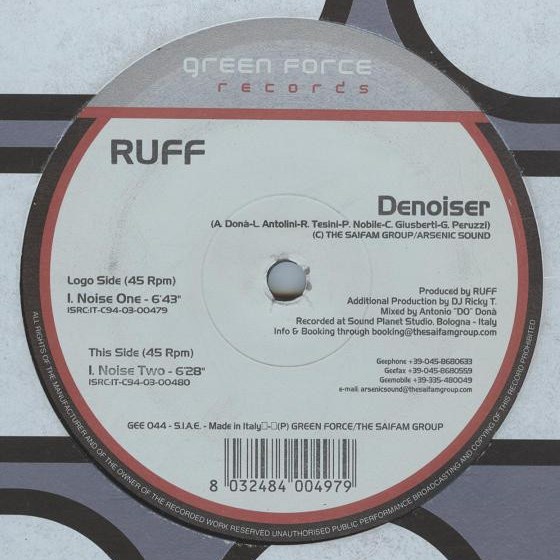 green force
records
RUFF
Denoiser
(A. Donà-L. Antolini-R. Tesini-P. Nobile-C. Giusberti-G. Peruzzi)
(C) THE SAIFAM GROUP/ARSENIC SOUND
Logo Side (45 Rpm)
1. Noise One - 6'43"
ISRC:IT-C94-03-00479
This Side (45 Rpm)
1. Noise Two - 6'28"
ISRC:IT-C94-03-00480
Produced by RUFF
Additional Production by DJ Ricky T.
Mixed by Antonio "DO" Donà
Recorded at Sound Planet Studio, Bologna - Italy
Info & Booking through booking@thesaifamgroup.com
Geephone +39-045-8680633
Geefax +39-045-8680559
Geemobile +39-335-480049
e-mail: arsenicsound@thesaifamgroup.com
GEE 044 - S.I.A.E. - Made in Italy□-□(P) GREEN FORCE/THE SAIFAM GROUP
8 032484 004979
ALL RIGHTS OF THE MANUFACTURER AND OF THE OWNER OF THE RECORDED WORK RESERVED UNAUTHORISED PUBLIC PERFORMANCE BROADCASTING AND COPYING OF THIS RECORD PROHIBITED